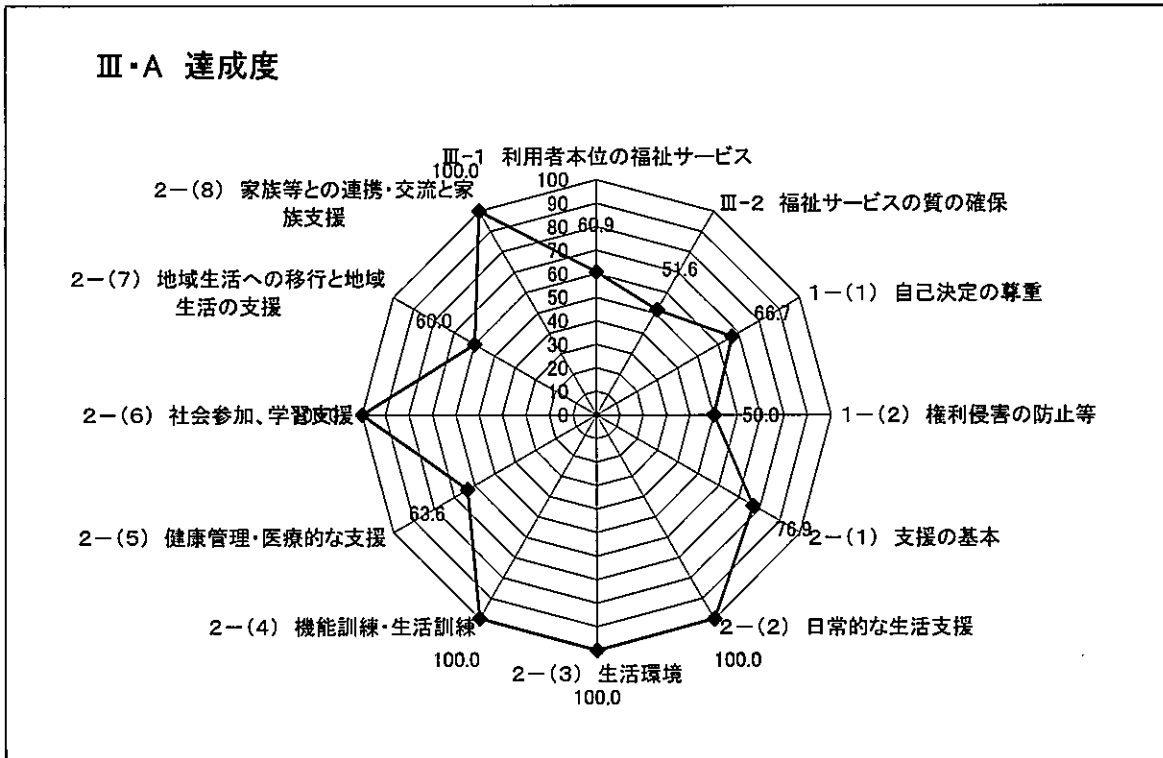 Ⅲ・A 達成度
Ⅲ-1 利用者本位の福祉サービス
100.0
2－(8) 家族等との連携・交流と家
族支援
Ⅲ-2 福祉サービスの質の確保
100
90
80
70
60
50
40
30
20
10
0
60.9
51.6
2－(7) 地域生活への移行と地域
生活の支援
1－(1) 自己決定の尊重
66.7
60.0
2－(6) 社会参加、学習支援
1－(2) 権利侵害の防止等
50.0
63.6
2－(5) 健康管理・医療的な支援
76.9
2－(1) 支援の基本
2－(4) 機能訓練・生活訓練
100.0
2－(2) 日常的な生活支援
100.0
2－(3) 生活環境
100.0